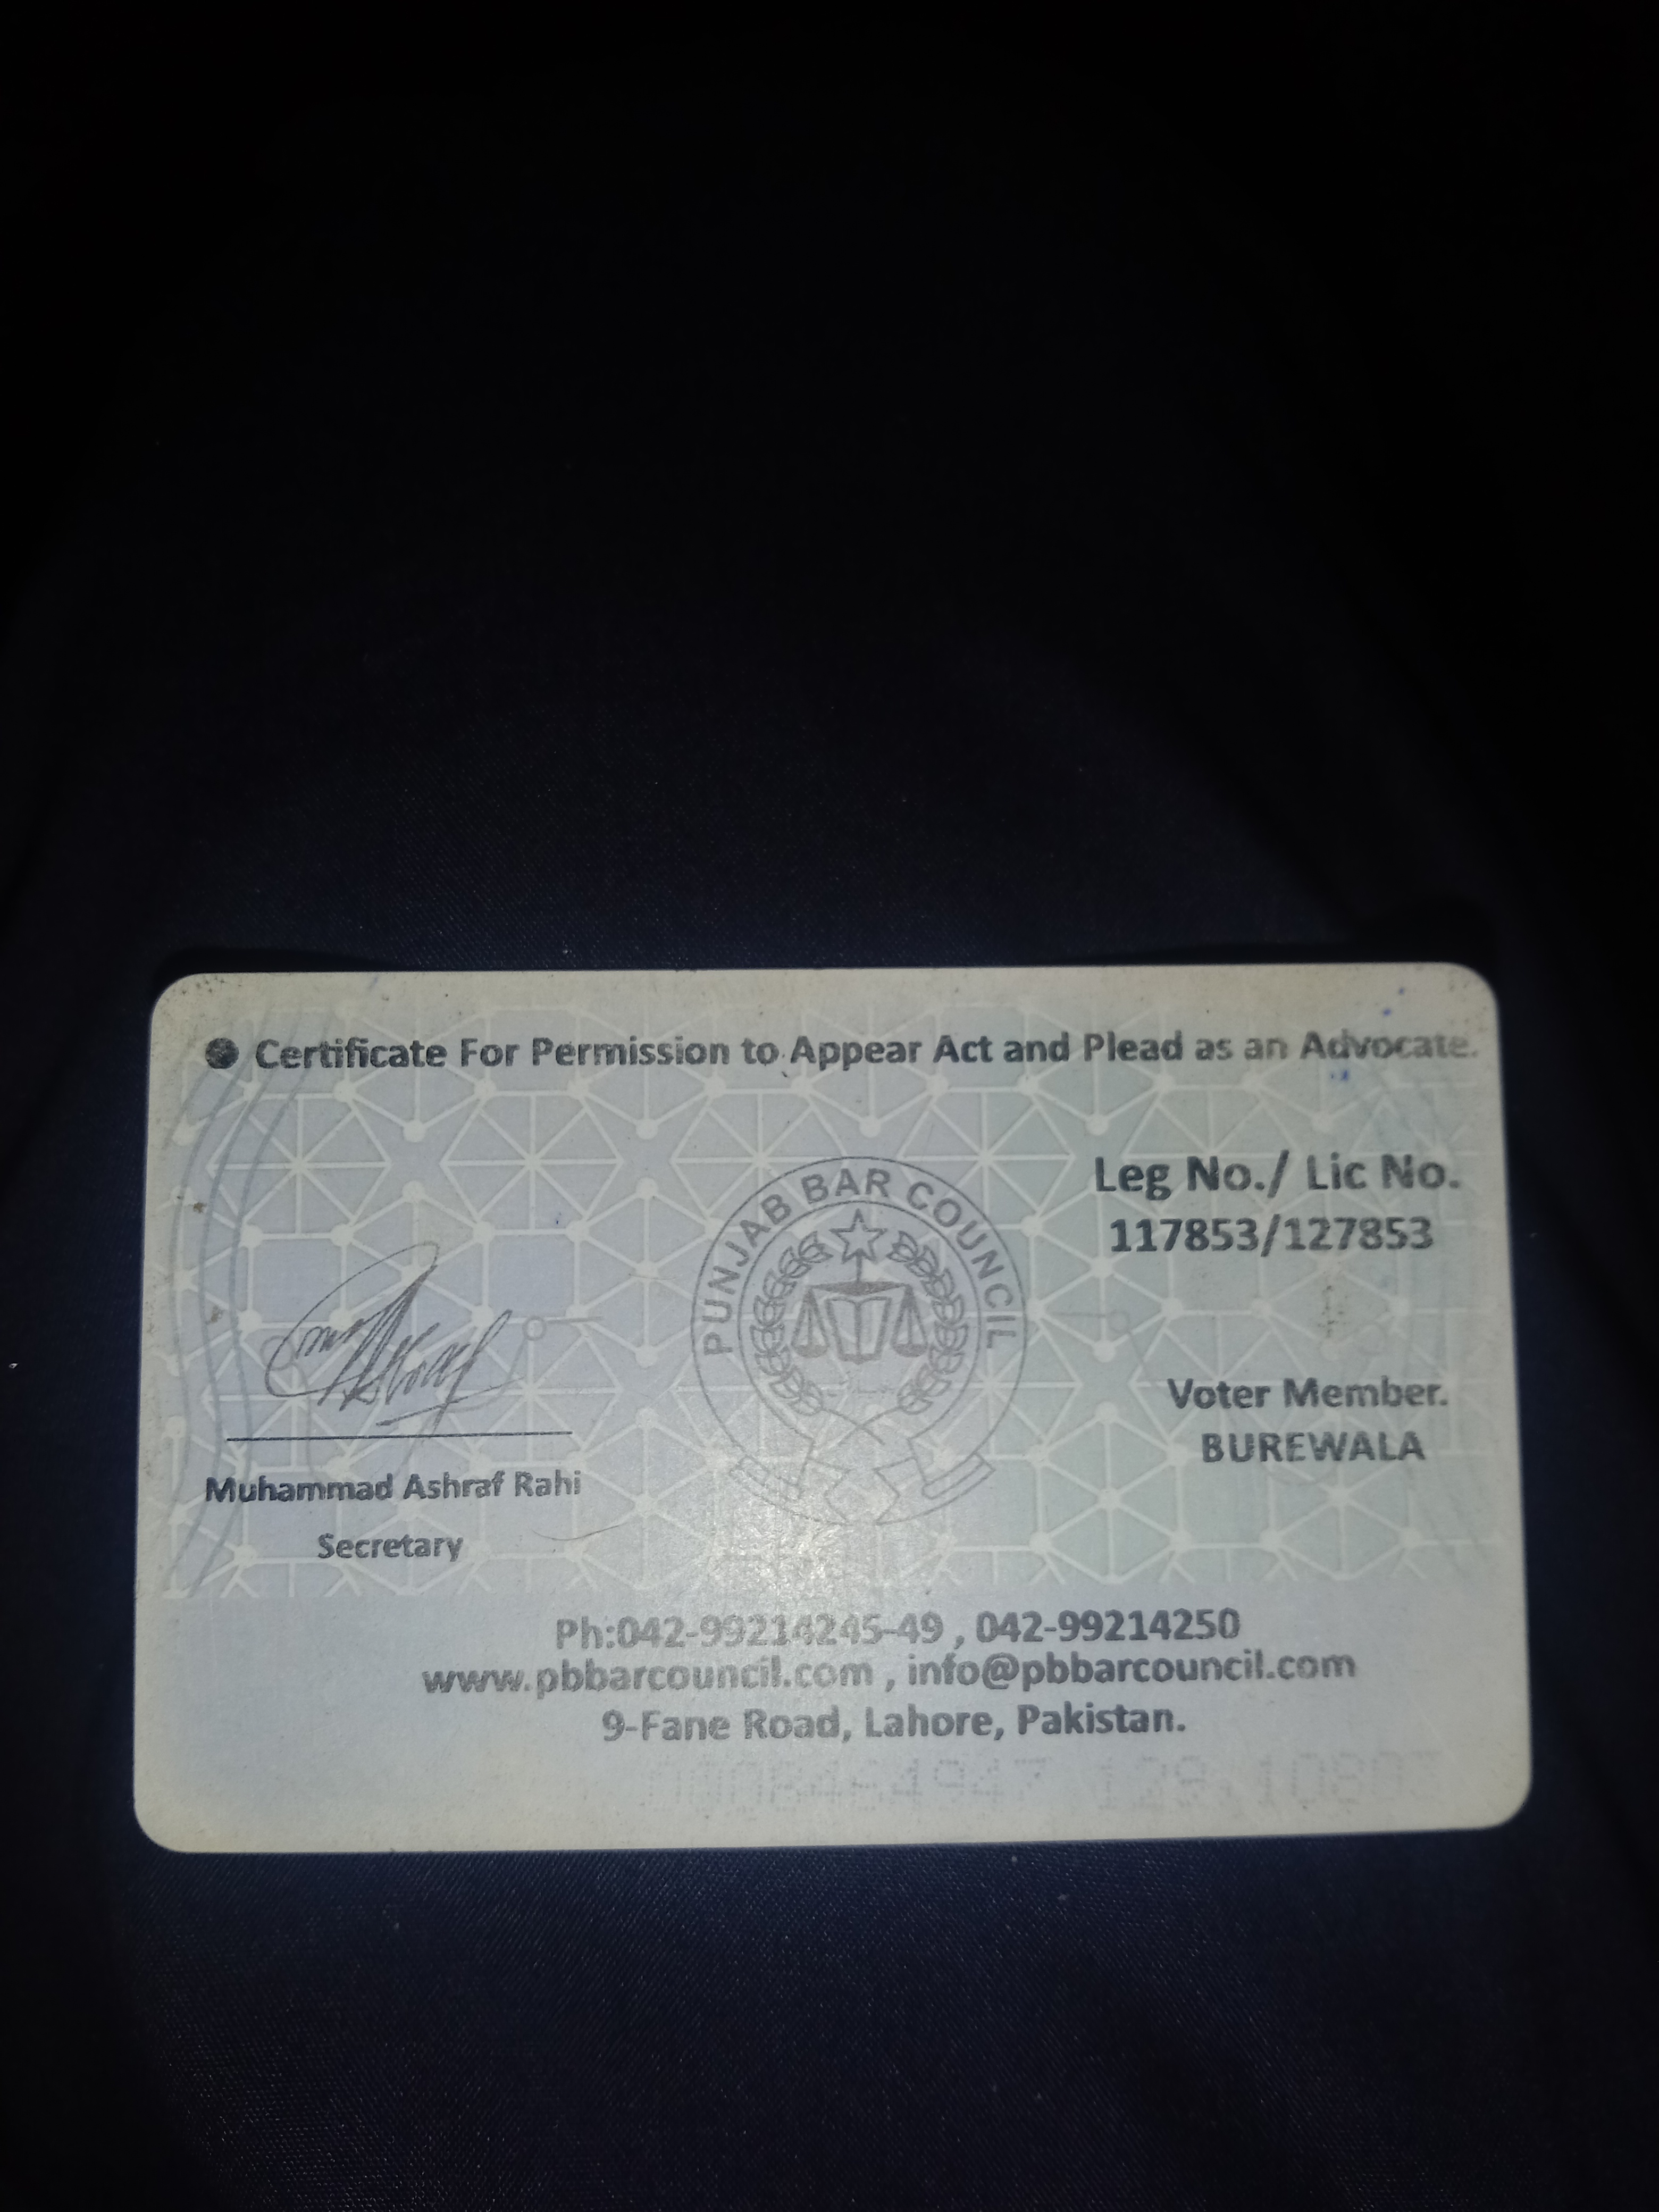 Certificate For Permission to Appear Act and Plead as an Advocate.
Leg No./ Lic No.
117853/127853
PUNJAB BAR COUNCIL
Voter Member.
BUREWALA
Muhammad Ashraf Rahi
Secretary
Ph:042-99214245-49 , 042-99214250
www.pbbarcouncil.com , info@pbbarcouncil.com
9-Fane Road, Lahore, Pakistan.